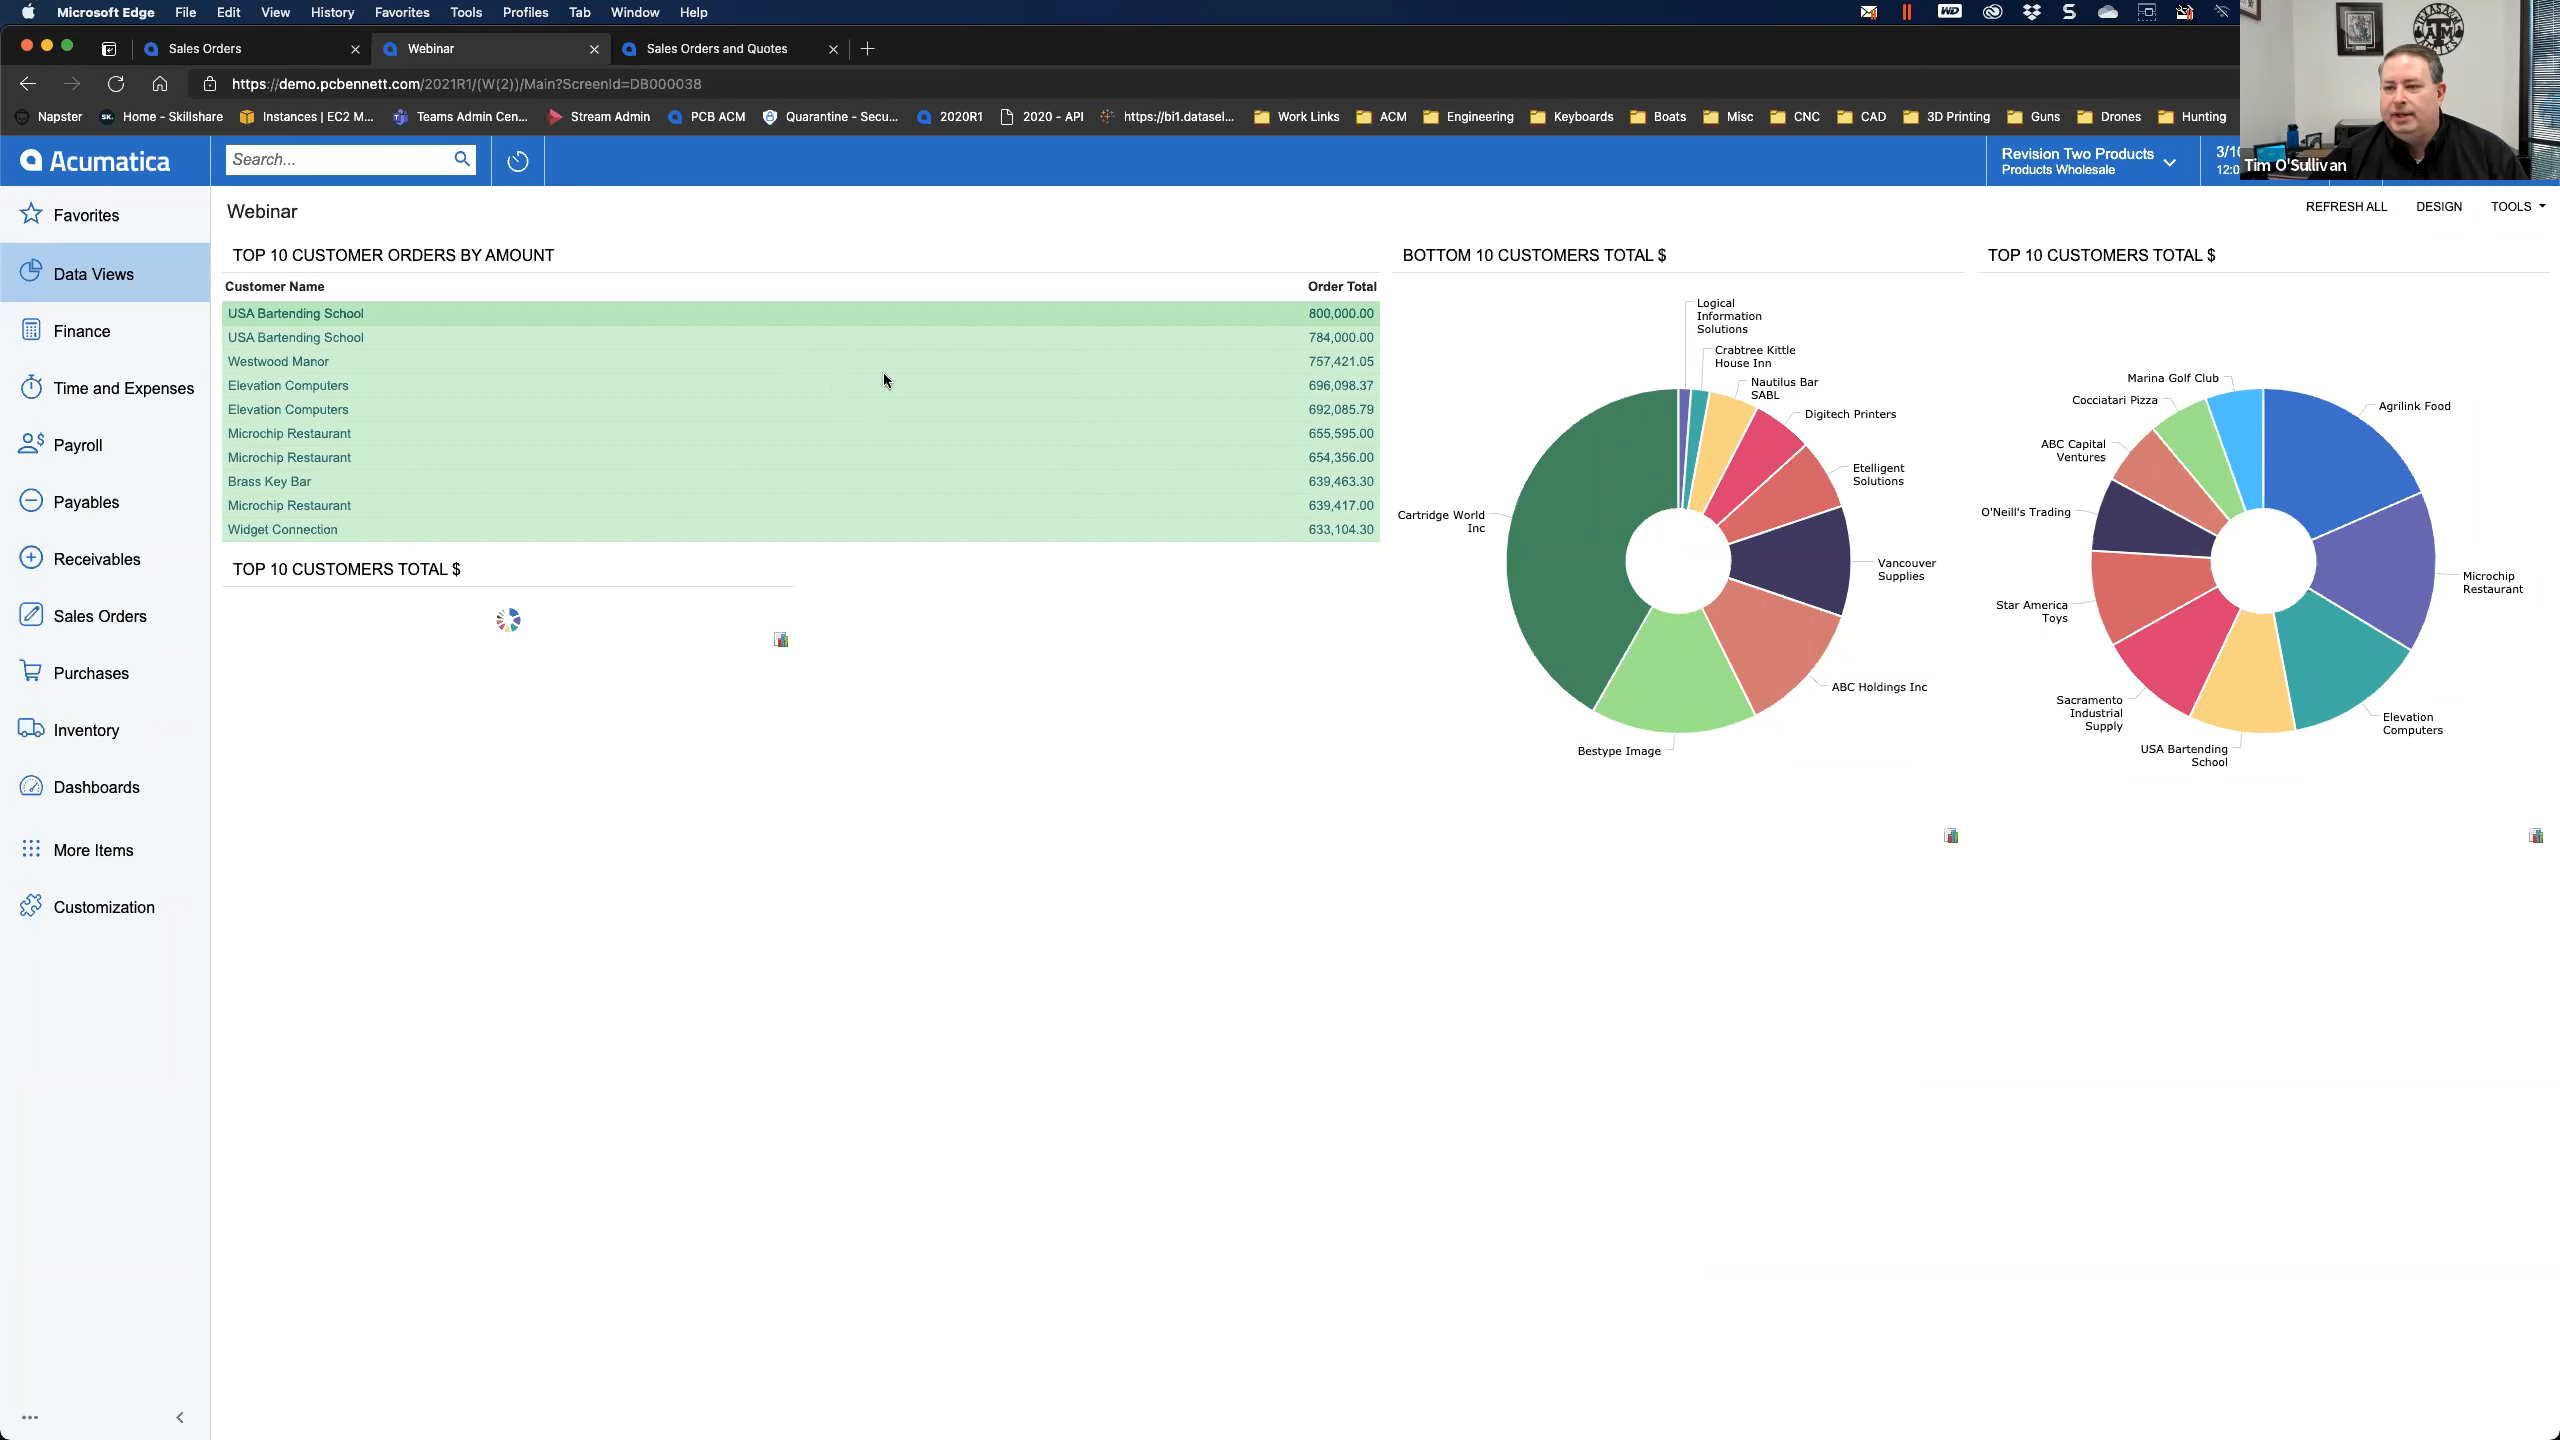 Microsoft Edge File Edit View History Favorites Tools Profiles Tab Window Help
Sales Orders
Webinar
Sales Orders and Quotes
https://demo.pcbennett.com/2021R1/(W(2))/Main?ScreenId=DB000038
Napster Home - Skillshare Instances | EC2 M... Teams Admin Cen... Stream Admin PCB ACM Quarantine - Secu... 2020R1 2020 - API https://bi1.datasel... Work Links ACM Engineering Keyboards Boats Misc CNC CAD 3D Printing Guns Drones Hunting
Acumatica
Search...
Revision Two Products
Products Wholesale
Tim O'Sullivan
Favorites
Data Views
Finance
Time and Expenses
Payroll
Payables
Receivables
Sales Orders
Purchases
Inventory
Dashboards
More Items
Customization
Webinar
REFRESH ALL DESIGN TOOLS
TOP 10 CUSTOMER ORDERS BY AMOUNT
Customer Name Order Total
USA Bartending School 800,000.00
USA Bartending School 784,000.00
Westwood Manor 757,421.05
Elevation Computers 696,098.37
Elevation Computers 692,085.79
Microchip Restaurant 655,595.00
Microchip Restaurant 654,356.00
Brass Key Bar 639,463.30
Microchip Restaurant 639,417.00
Widget Connection 633,104.30
TOP 10 CUSTOMERS TOTAL $
BOTTOM 10 CUSTOMERS TOTAL $
Logical
Information
Solutions
Crabtree Kittle
House Inn
Nautilus Bar
SABL
Digitech Printers
Etelligent
Solutions
Cartridge World
Inc
Vancouver
Supplies
ABC Holdings Inc
Bestype Image
TOP 10 CUSTOMERS TOTAL $
Marina Golf Club
Cocciatari Pizza
Agrilink Food
ABC Capital
Ventures
O'Neill's Trading
Microchip
Restaurant
Star America
Toys
Sacramento
Industrial
Supply
Elevation
Computers
USA Bartending
School